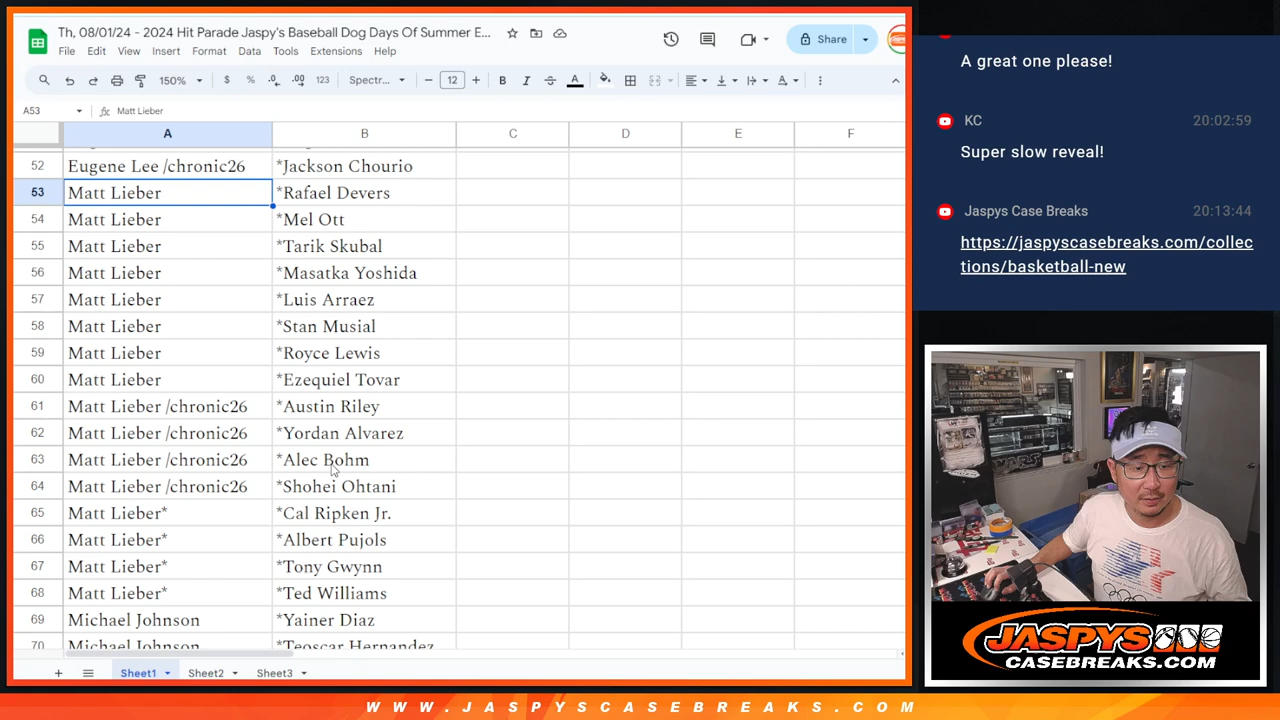 Th, 08/01/24 - 2024 Hit Parade Jaspy's Baseball Dog Days Of Summer E...
File Edit View Insert Format Data Tools Extensions Help
Share
150% $ % .0 .00 123 Spectr... 12 B I A
A53 fx Matt Lieber
A B C D E F
52 Eugene Lee /chronic26 *Jackson Chourio
53 Matt Lieber *Rafael Devers
54 Matt Lieber *Mel Ott
55 Matt Lieber *Tarik Skubal
56 Matt Lieber *Masatka Yoshida
57 Matt Lieber *Luis Arraez
58 Matt Lieber *Stan Musial
59 Matt Lieber *Royce Lewis
60 Matt Lieber *Ezequiel Tovar
61 Matt Lieber /chronic26 *Austin Riley
62 Matt Lieber /chronic26 *Yordan Alvarez
63 Matt Lieber /chronic26 *Alec Bohm
64 Matt Lieber /chronic26 *Shohei Ohtani
65 Matt Lieber* *Cal Ripken Jr.
66 Matt Lieber* *Albert Pujols
67 Matt Lieber* *Tony Gwynn
68 Matt Lieber* *Ted Williams
69 Michael Johnson *Yainer Diaz
70 Michael Johnson *Teoscar Hernandez
Sheet1 Sheet2 Sheet3
A great one please!
KC 20:02:59
Super slow reveal!
Jaspys Case Breaks 20:13:44
https://jaspyscasebreaks.com/collec
tions/basketball-new
JASPYS
CASEBREAKS.COM
WWW.JASPYSCASEBREAKS.COM